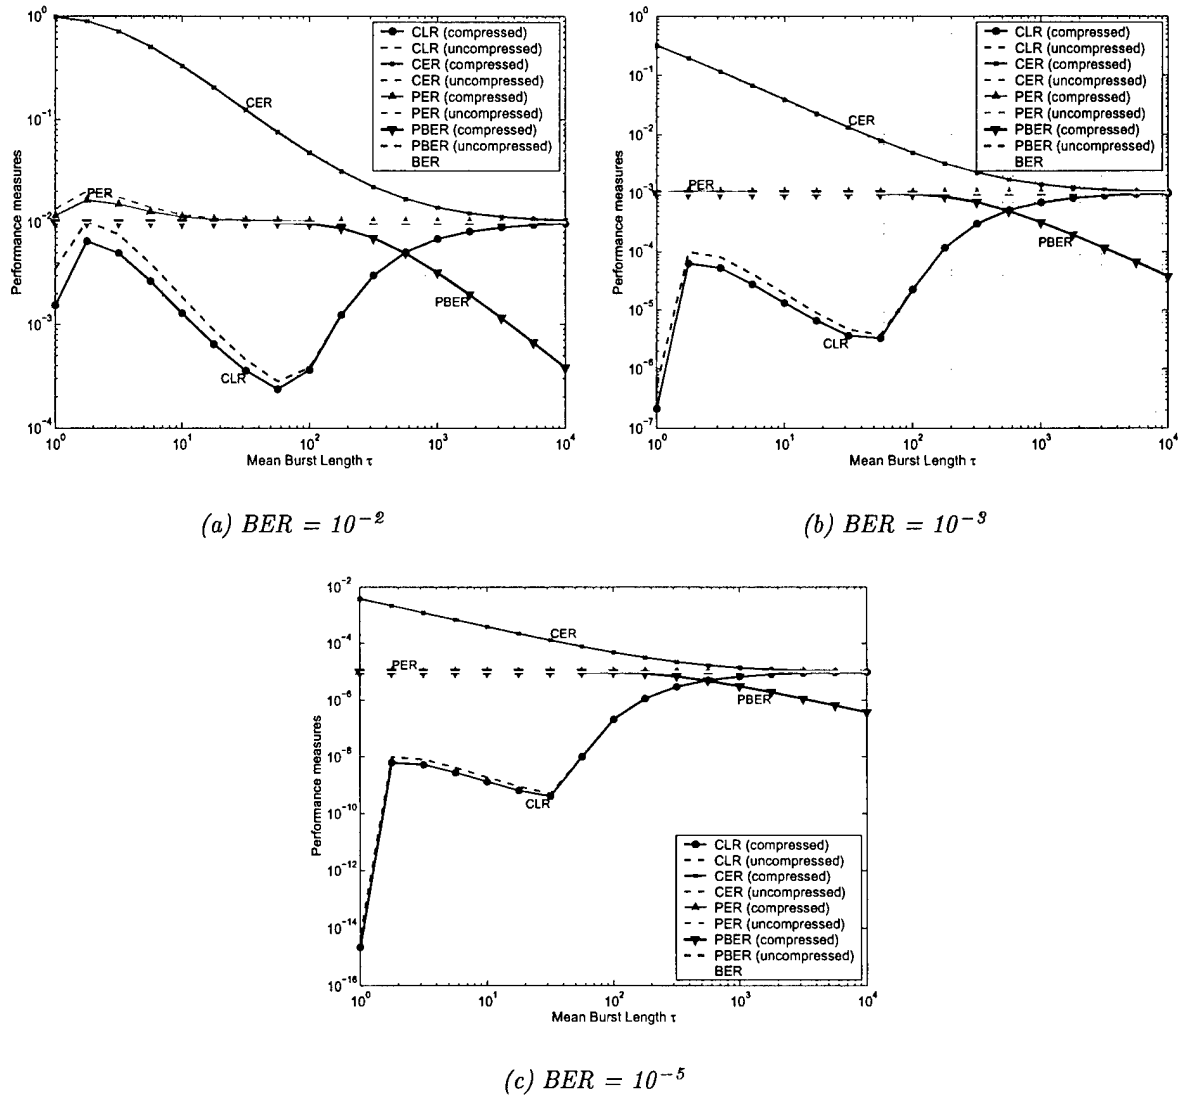 10^0
10^-1
10^-2
10^-3
10^-4
Performance measures
CER
PER
PBER
CLR
CLR (compressed)
CLR (uncompressed)
CER (compressed)
CER (uncompressed)
PER (compressed)
PER (uncompressed)
PBER (compressed)
PBER (uncompressed)
BER
10^0 10^1 10^2 10^3 10^4
Mean Burst Length τ
(a) BER = 10^-2
10^0
10^-1
10^-2
10^-3
10^-4
10^-5
10^-6
10^-7
Performance measures
CER
PER
PBER
CLR
CLR (compressed)
CLR (uncompressed)
CER (compressed)
CER (uncompressed)
PER (compressed)
PER (uncompressed)
PBER (compressed)
PBER (uncompressed)
BER
10^0 10^1 10^2 10^3 10^4
Mean Burst Length τ
(b) BER = 10^-3
10^-2
10^-4
10^-6
10^-8
10^-10
10^-12
10^-14
10^-16
Performance measures
CER
PER
PBER
CLR
CLR (compressed)
CLR (uncompressed)
CER (compressed)
CER (uncompressed)
PER (compressed)
PER (uncompressed)
PBER (compressed)
PBER (uncompressed)
BER
10^0 10^1 10^2 10^3 10^4
Mean Burst Length τ
(c) BER = 10^-5